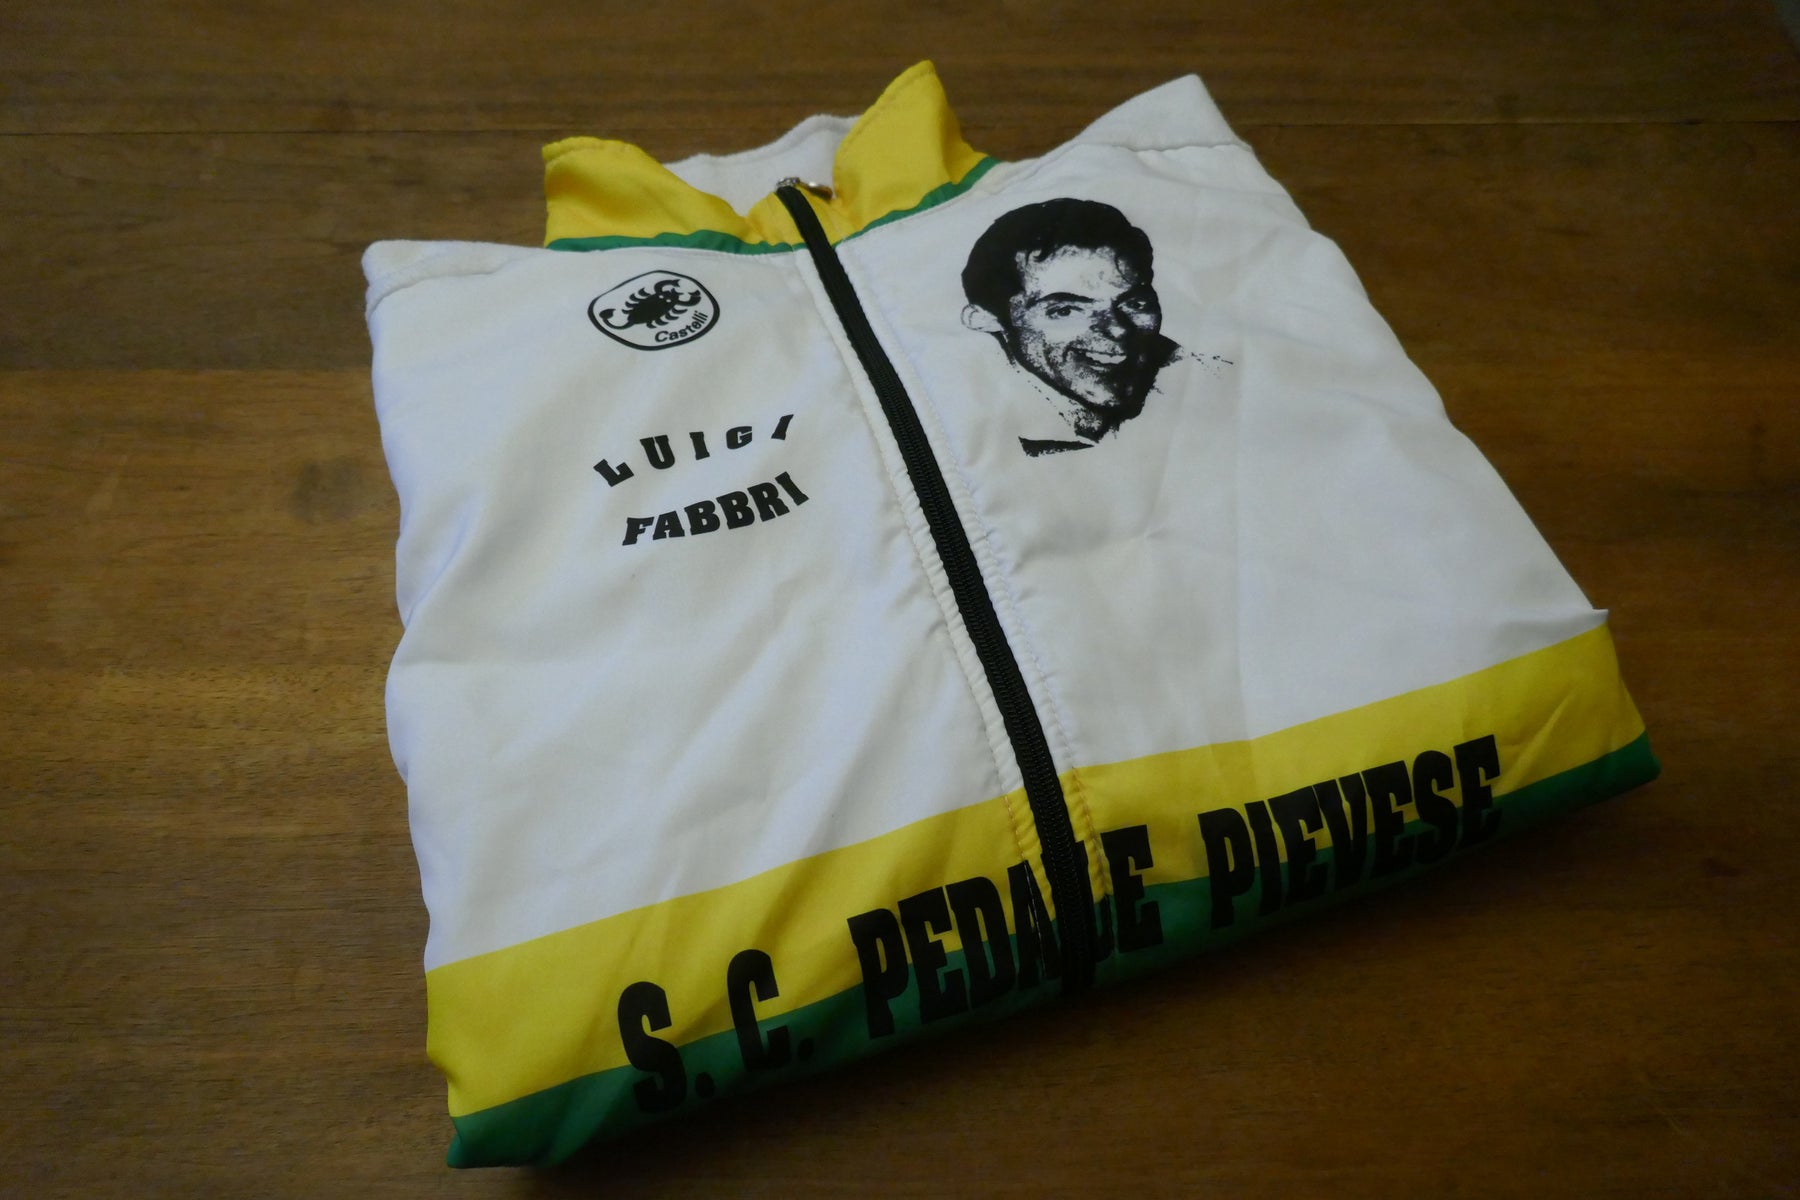 Castelli
LUIGI
FABBRI
S. C. PEDALE PIEVESE